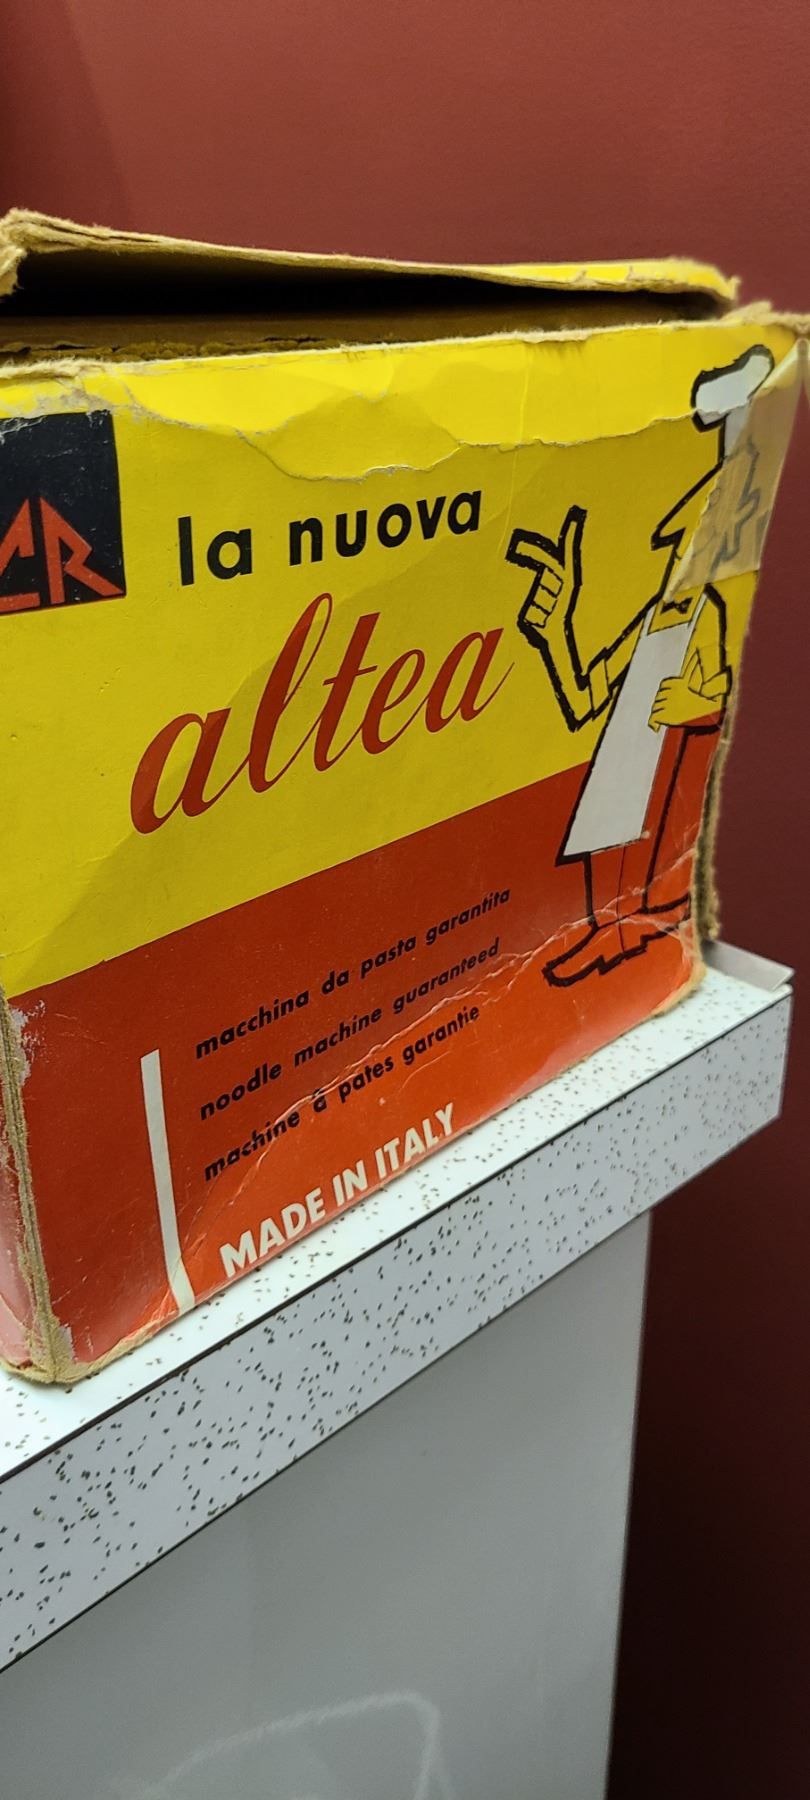 CR
la nuova
altea
macchina da pasta garantita
noodle machine guaranteed
machine à pates garantie
MADE IN ITALY